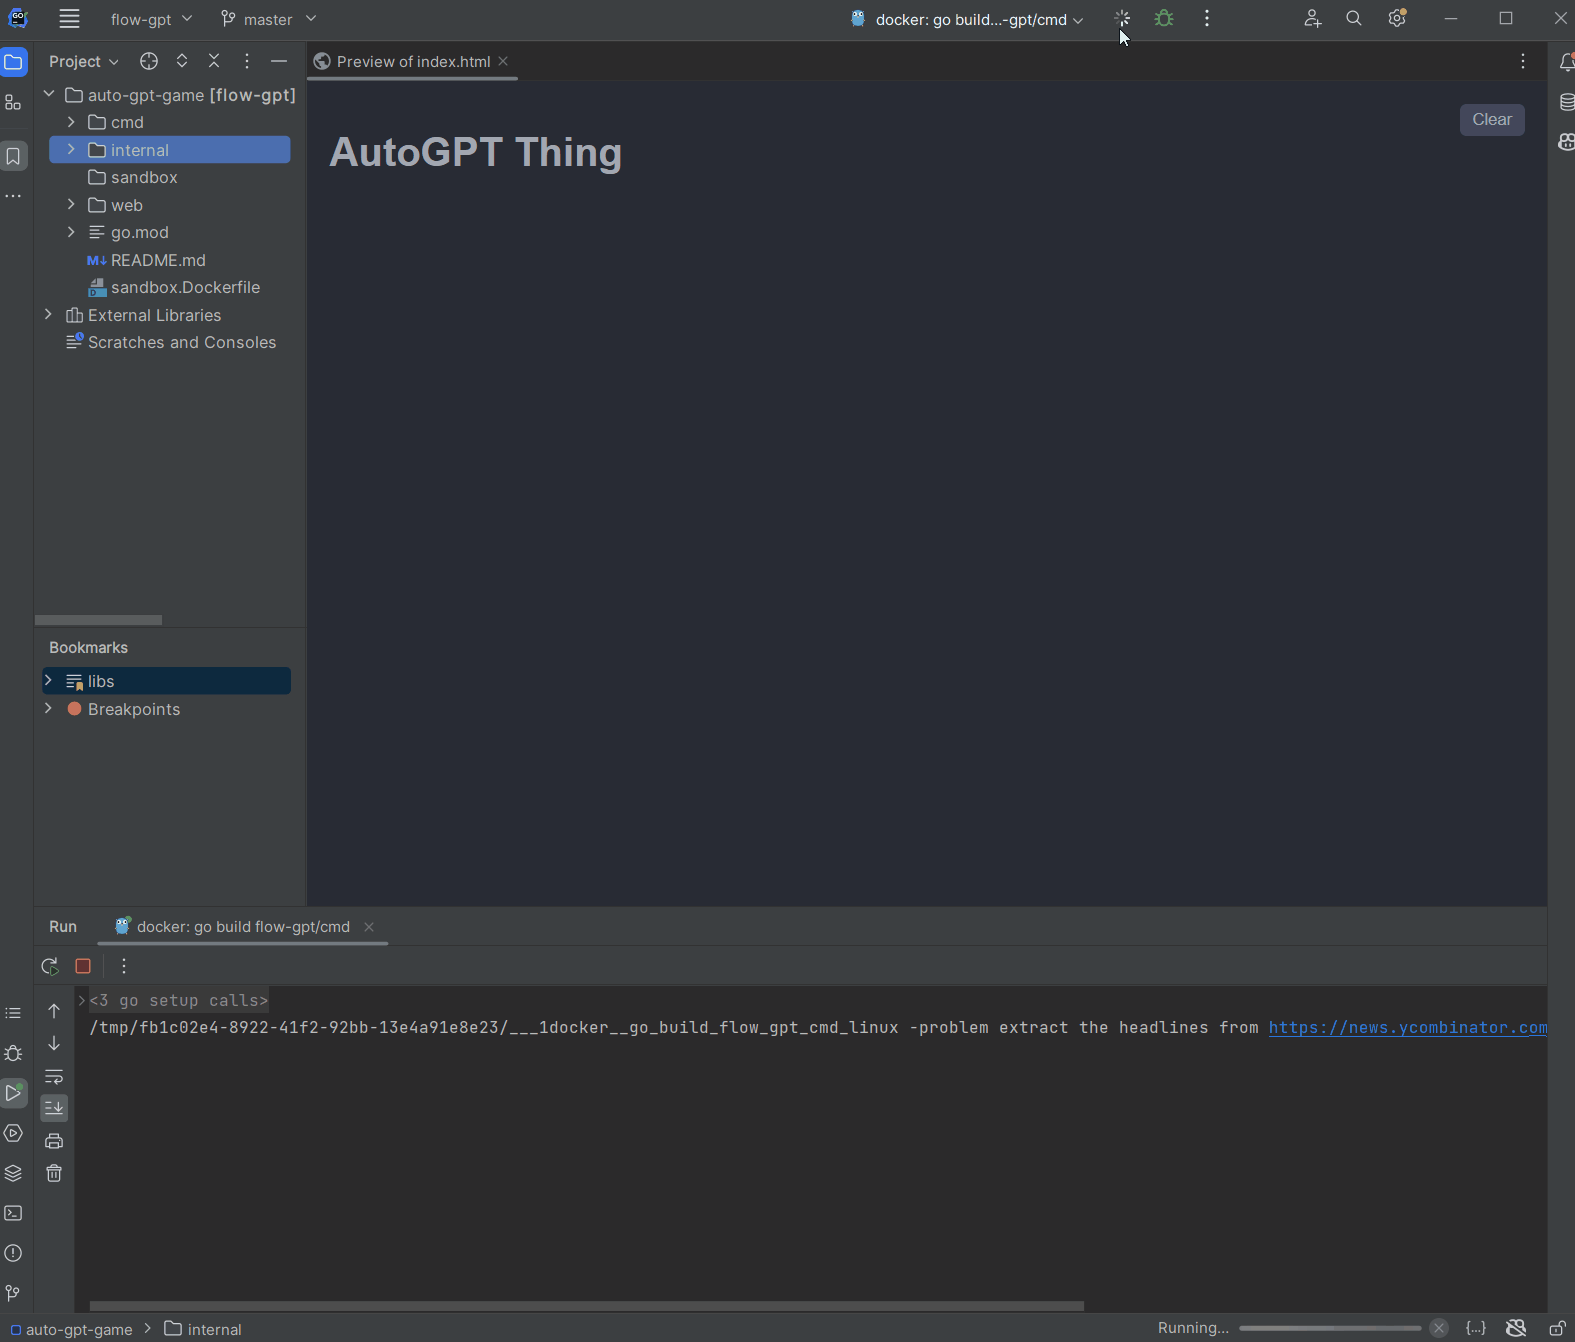 GO
flow-gpt
master
docker: go build...-gpt/cmd
Project
Preview of index.html
auto-gpt-game [flow-gpt]
cmd
internal
sandbox
web
go.mod
M↓ README.md
sandbox.Dockerfile
External Libraries
Scratches and Consoles
Clear
AutoGPT Thing
Bookmarks
libs
Breakpoints
Run
docker: go build flow-gpt/cmd
<3 go setup calls>
/tmp/fb1c02e4-8922-41f2-92bb-13e4a91e8e23/___1docker__go_build_flow_gpt_cmd_linux -problem extract the headlines from https://news.ycombinator.com
auto-gpt-game > internal
Running...
{...}